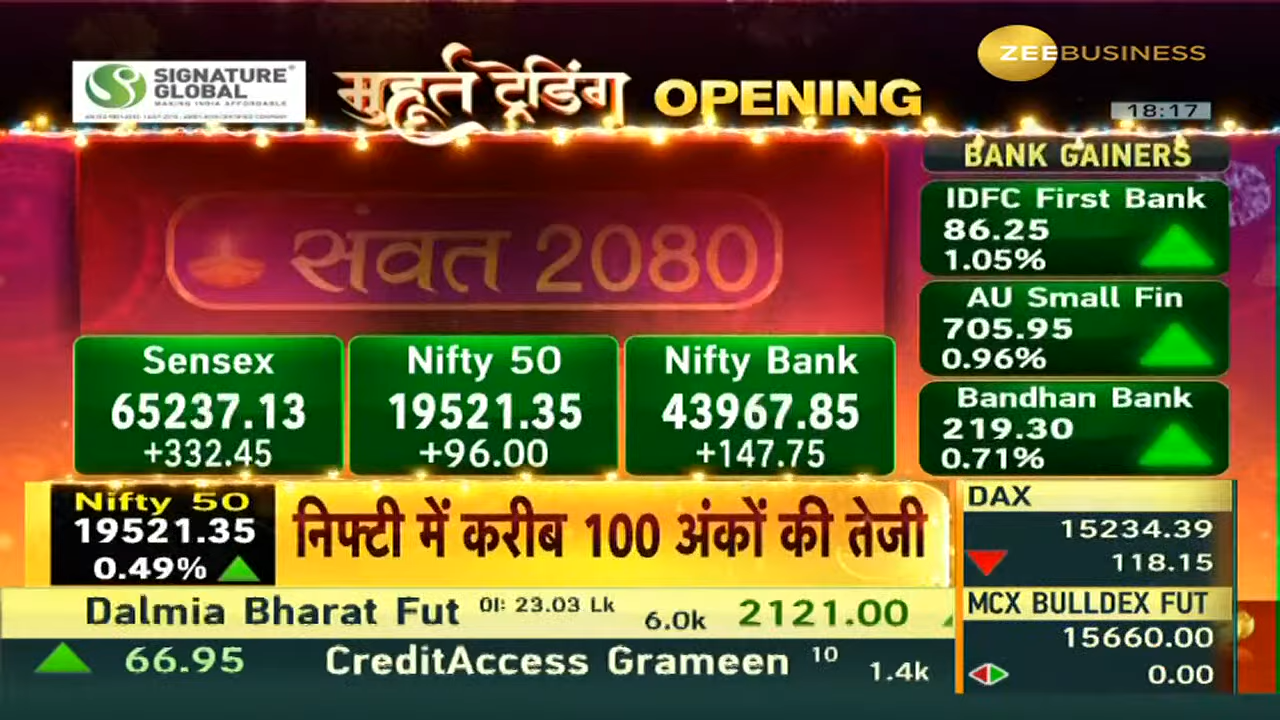 SIGNATURE GLOBAL
MAKING INDIA AFFORDABLE
मुहूर्त ट्रेडिंग OPENING
ZEEBUSINESS
18:17
सवत 2080
Sensex
65237.13
+332.45
Nifty 50
19521.35
+96.00
Nifty Bank
43967.85
+147.75
BANK GAINERS
IDFC First Bank
86.25
1.05%
AU Small Fin
705.95
0.96%
Bandhan Bank
219.30
0.71%
Nifty 50
19521.35
0.49%
निफ्टी में करीब 100 अंकों की तेजी
DAX
15234.39
118.15
MCX BULLDEX FUT
15660.00
0.00
Dalmia Bharat Fut OI: 23.03 Lk 6.0k 2121.00
66.95 CreditAccess Grameen 10 1.4k